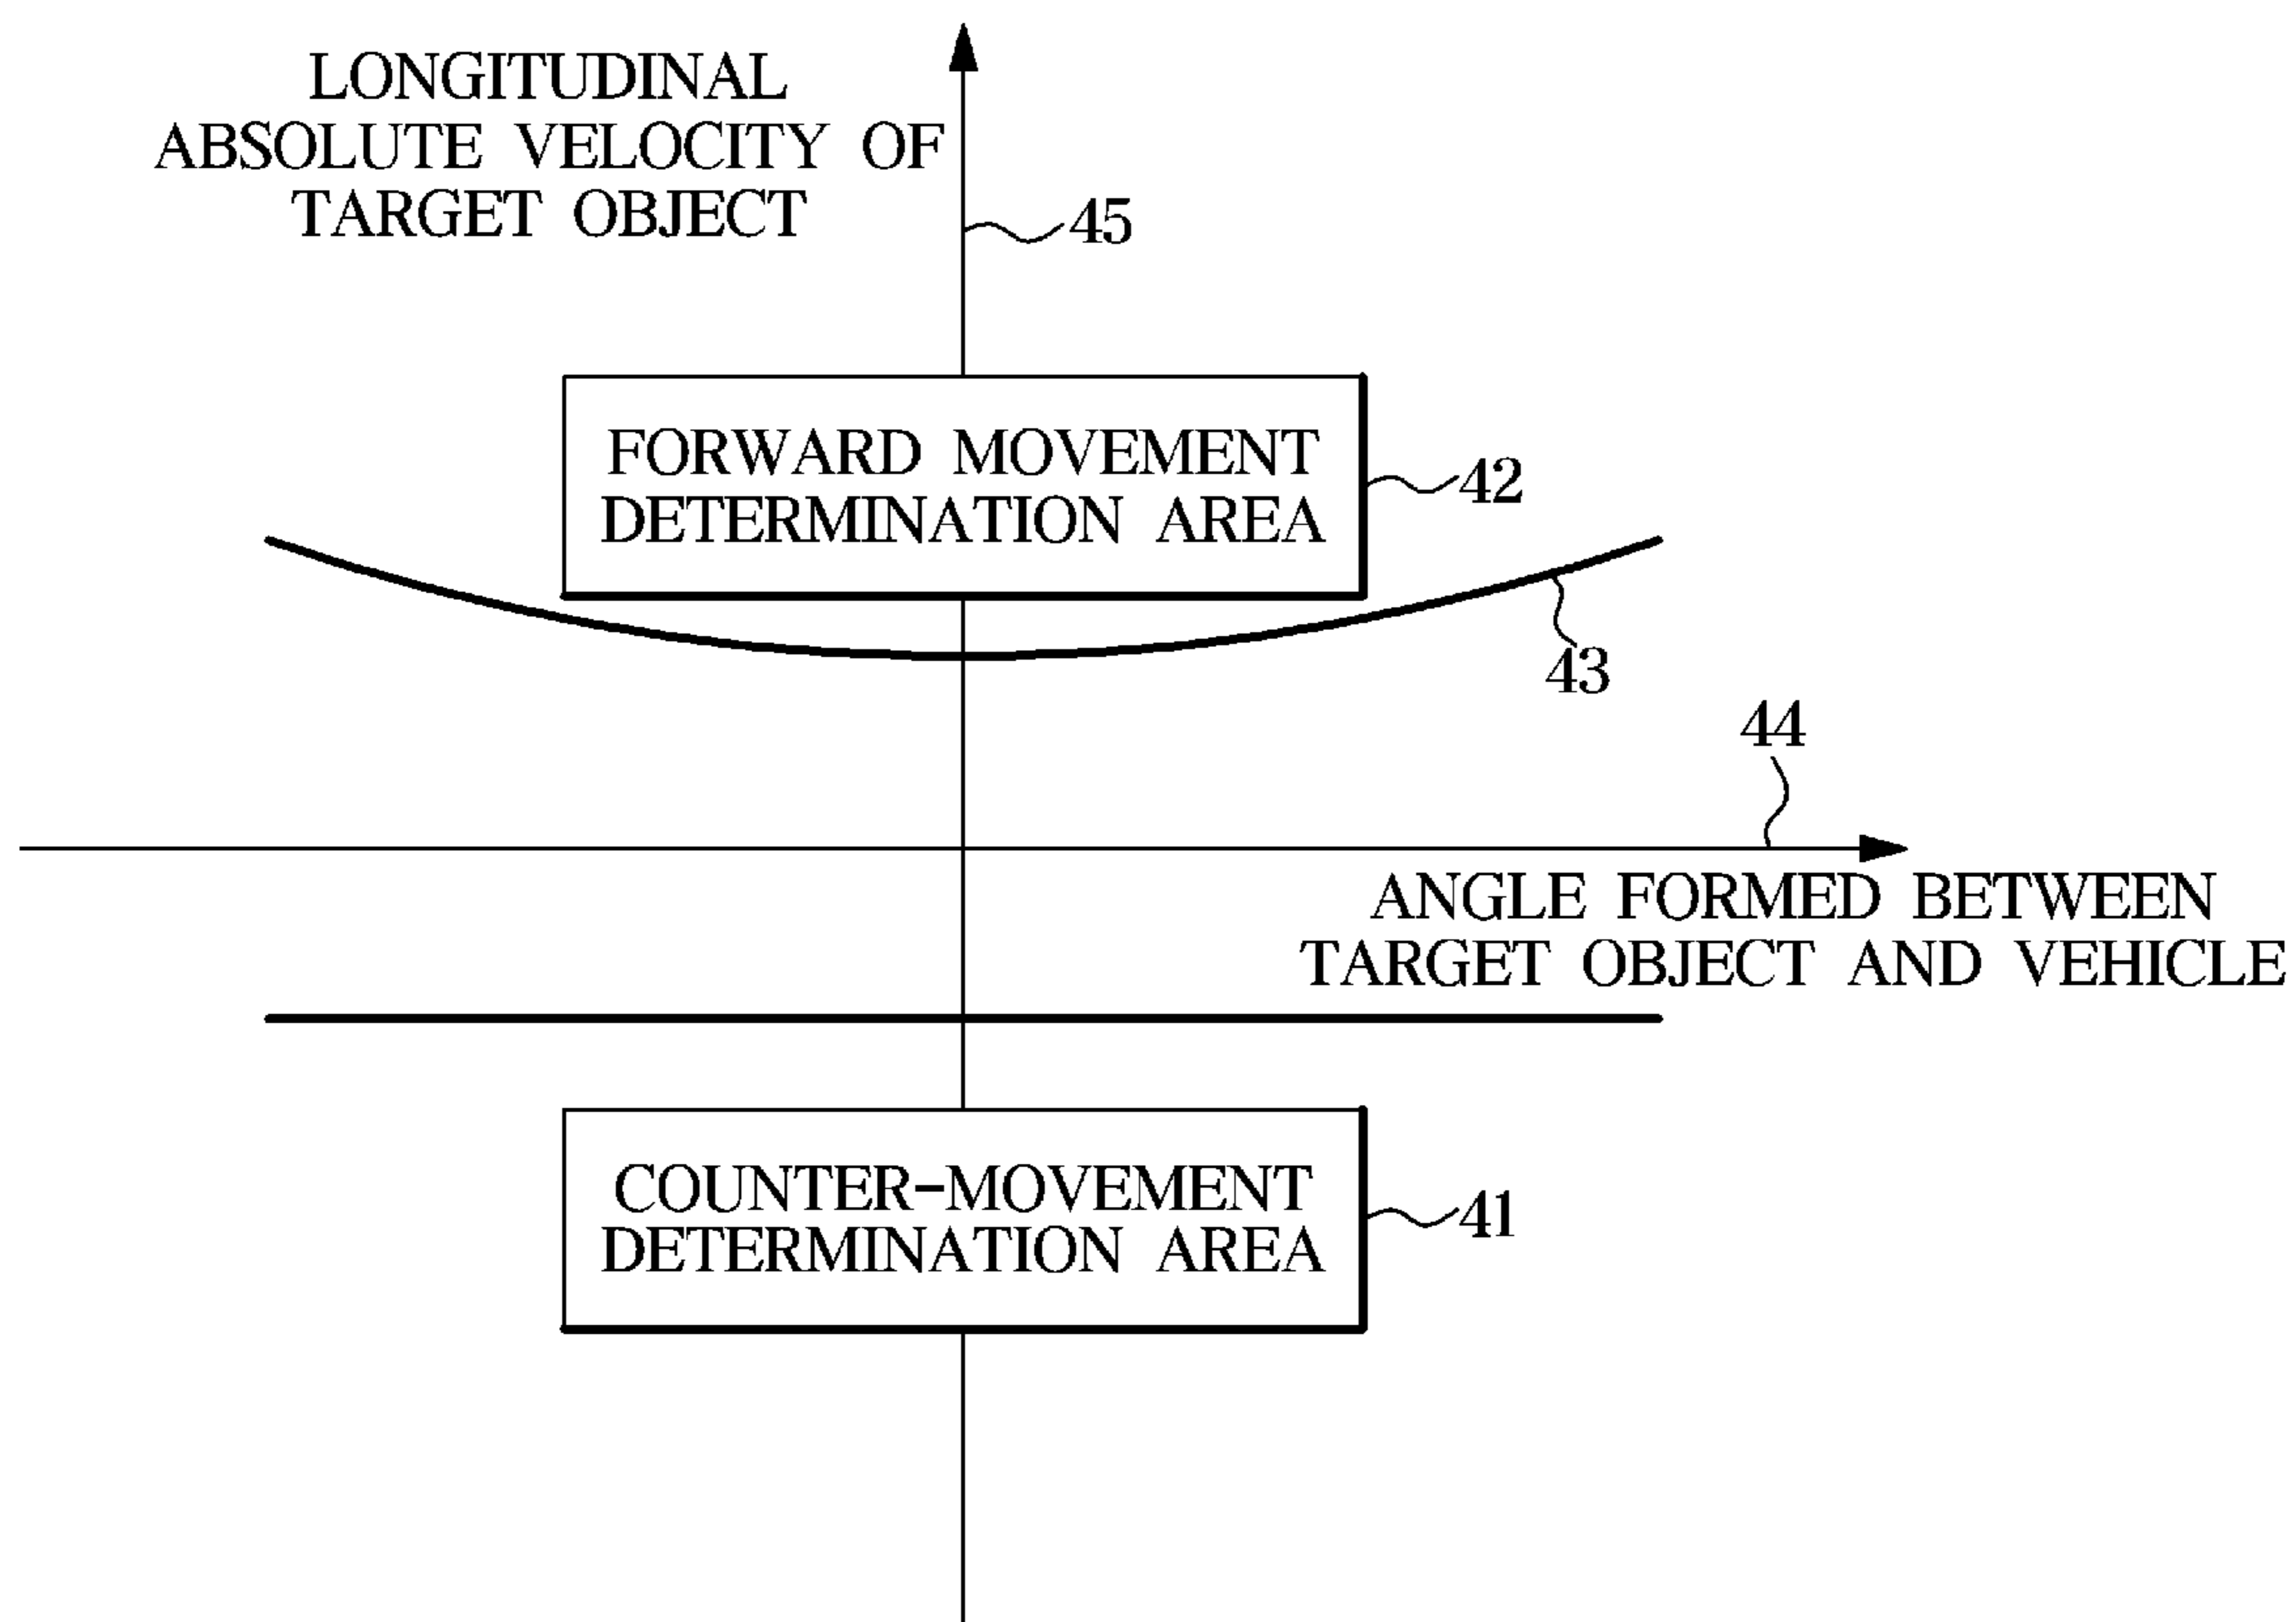 LONGITUDINAL
ABSOLUTE VELOCITY OF
TARGET OBJECT
45
FORWARD MOVEMENT
DETERMINATION AREA
42
43
44
ANGLE FORMED BETWEEN
TARGET OBJECT AND VEHICLE
COUNTER-MOVEMENT
DETERMINATION AREA
41